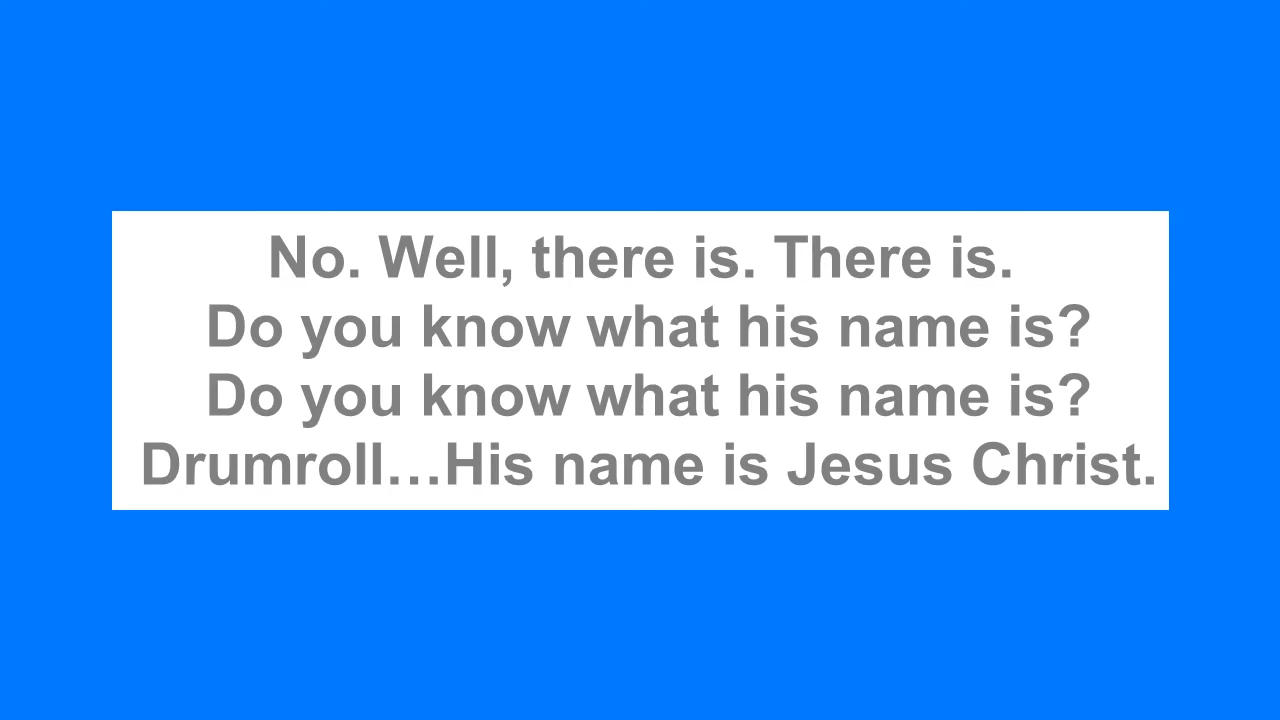 No. Well, there is. There is.
Do you know what his name is?
Do you know what his name is?
Drumroll…His name is Jesus Christ.